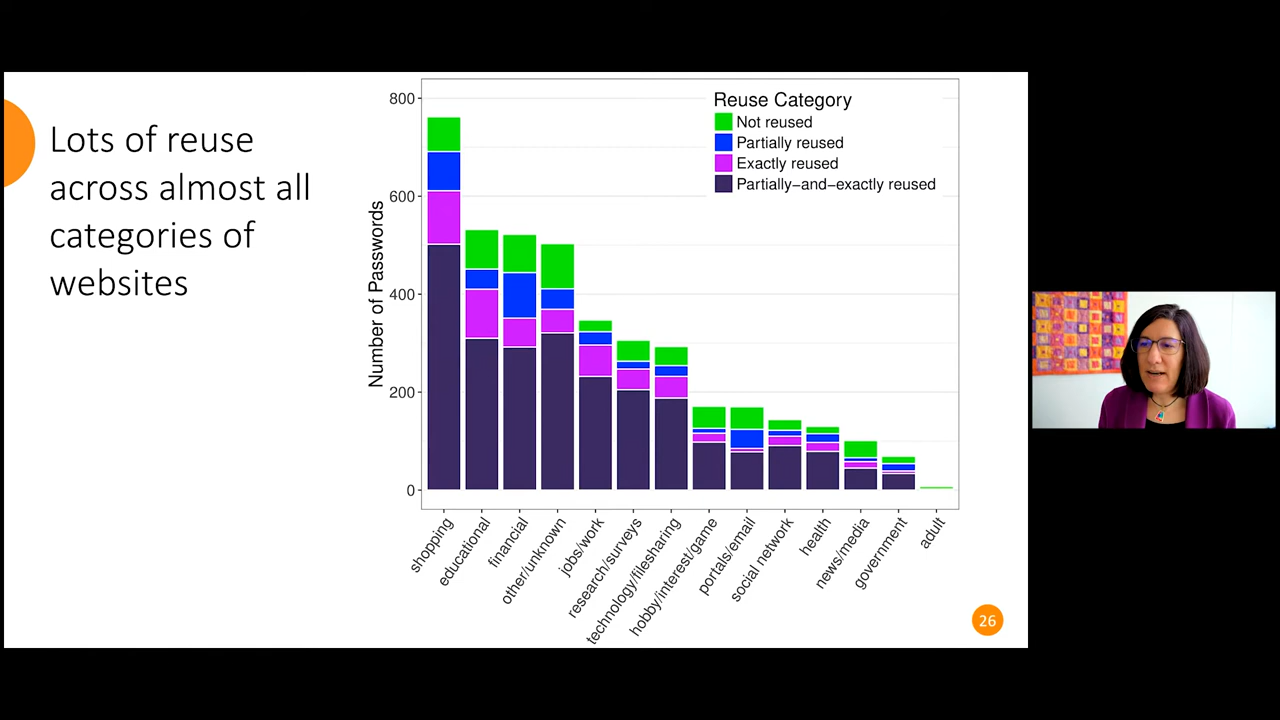 Lots of reuse
across almost all
categories of
websites
Number of Passwords
800
600
400
200
0
Reuse Category
Not reused
Partially reused
Exactly reused
Partially−and−exactly reused
shopping
educational
financial
other/unknown
jobs/work
research/surveys
technology/filesharing
hobby/interest/game
portals/email
social network
health
news/media
government
adult
26